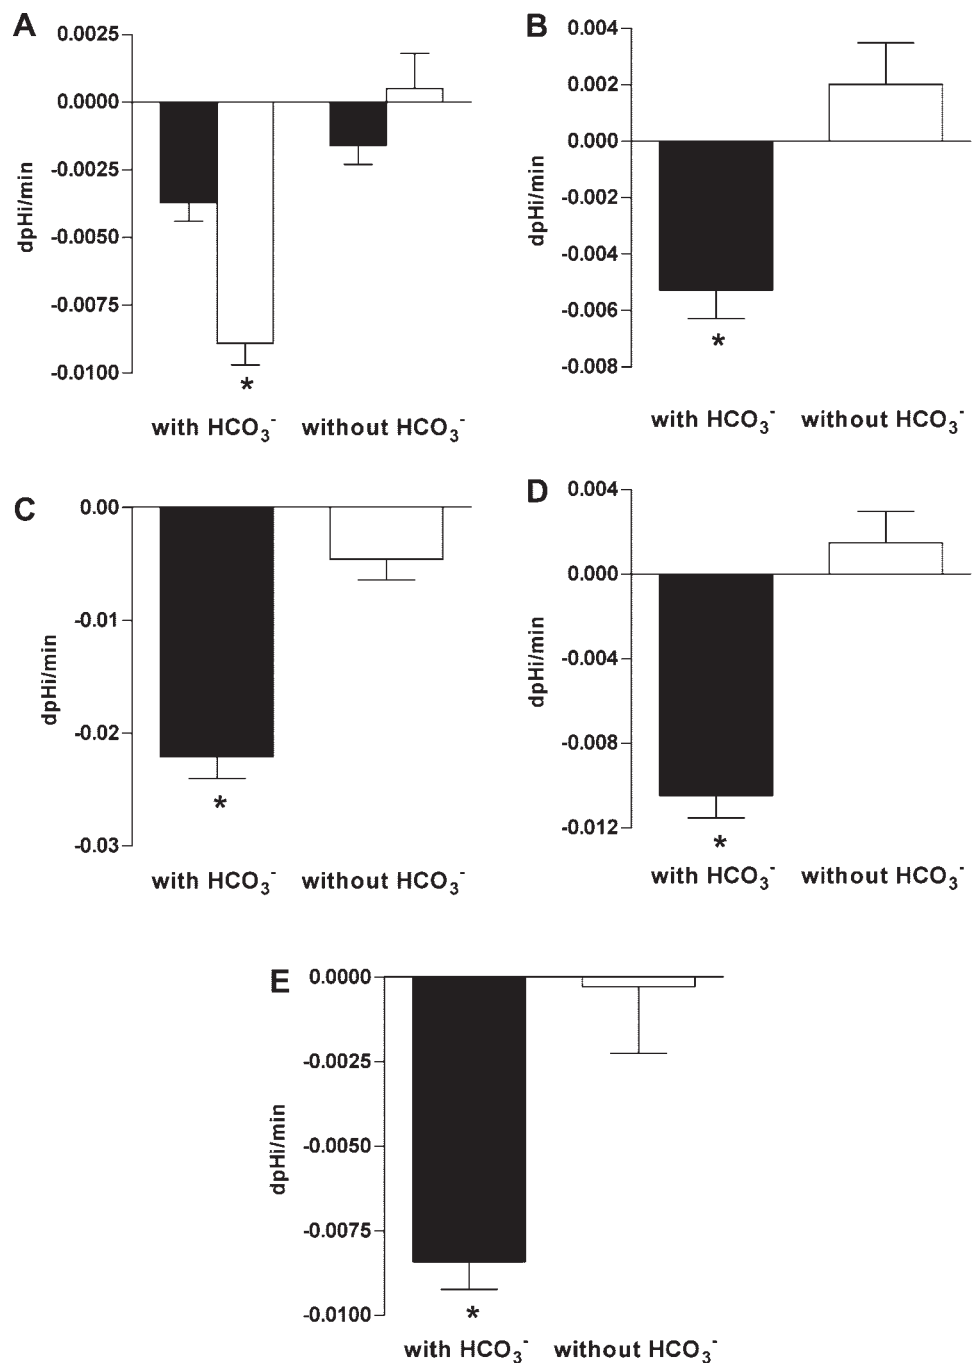 A
0.0025
0.0000
-0.0025
-0.0050
-0.0075
-0.0100
dpHi/min
*
with HCO₃⁻ without HCO₃⁻
B
0.004
0.002
0.000
-0.002
-0.004
-0.006
-0.008
dpHi/min
*
with HCO₃⁻ without HCO₃⁻
C
0.00
-0.01
-0.02
-0.03
dpHi/min
*
with HCO₃⁻ without HCO₃⁻
D
0.004
0.000
-0.004
-0.008
-0.012
dpHi/min
*
with HCO₃⁻ without HCO₃⁻
E
0.0000
-0.0025
-0.0050
-0.0075
-0.0100
dpHi/min
*
with HCO₃⁻ without HCO₃⁻